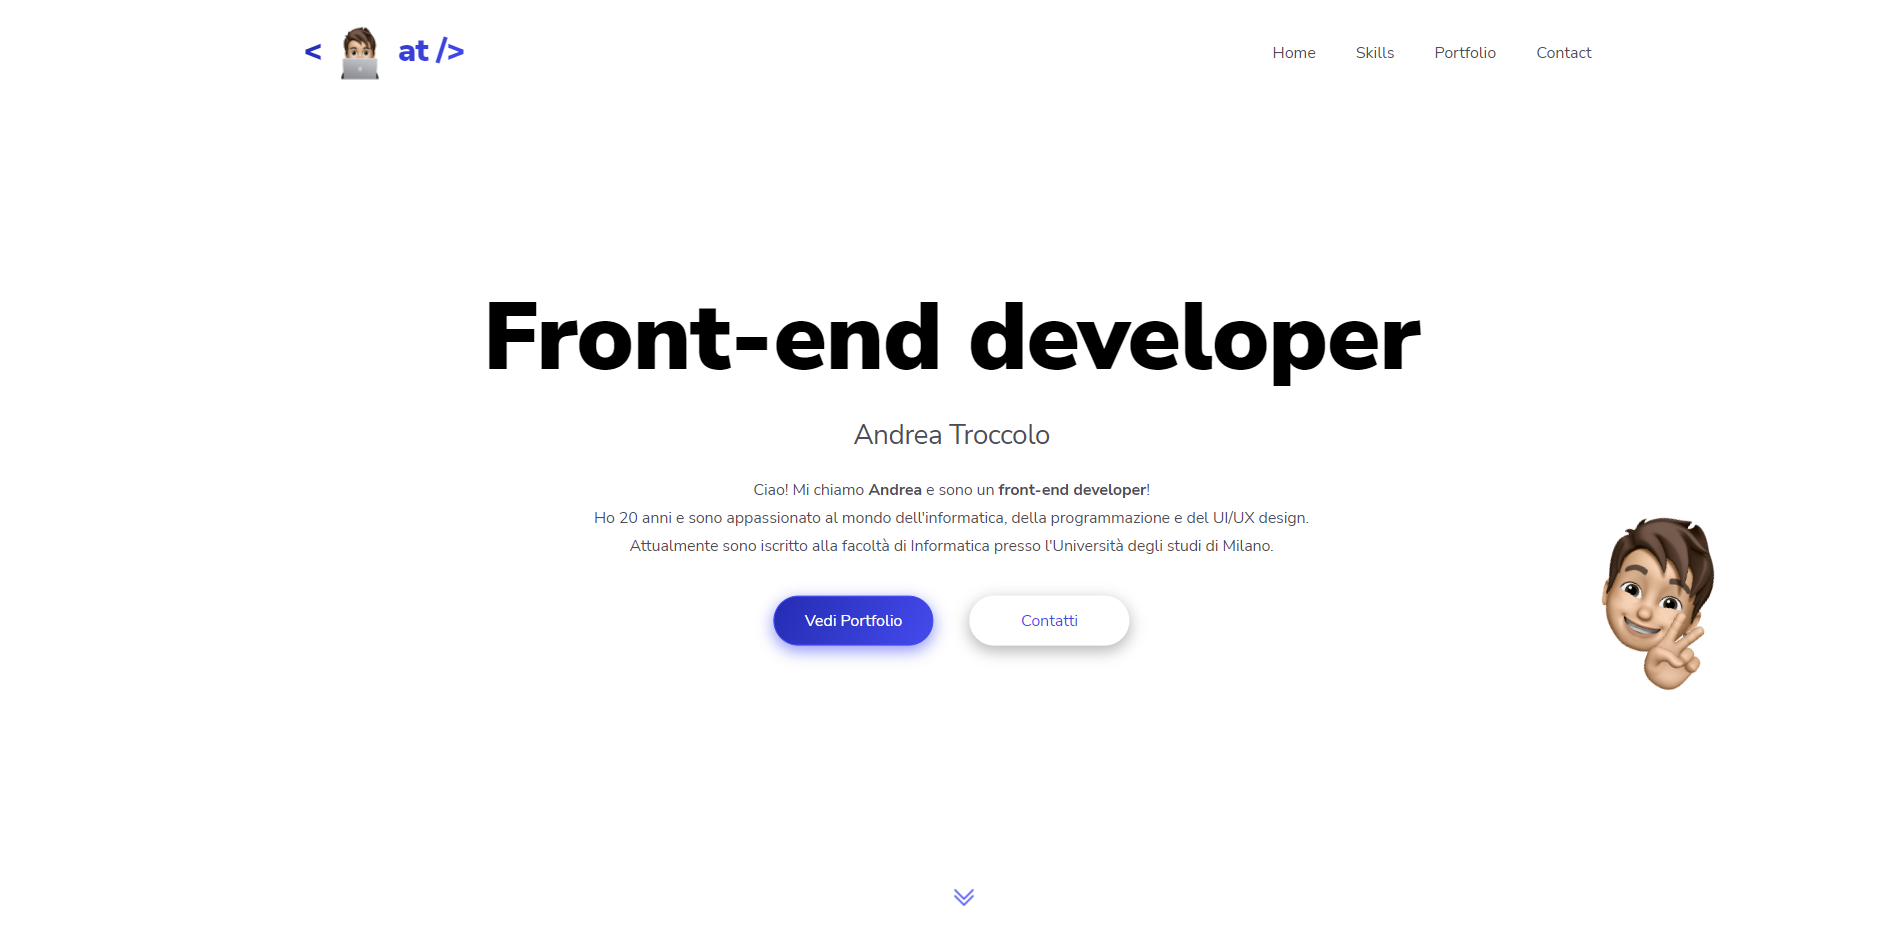 < at />
Home Skills Portfolio Contact
Front-end developer
Andrea Troccolo
Ciao! Mi chiamo Andrea e sono un front-end developer!
Ho 20 anni e sono appassionato al mondo dell'informatica, della programmazione e del UI/UX design.
Attualmente sono iscritto alla facoltà di Informatica presso l'Università degli studi di Milano.
Vedi Portfolio Contatti